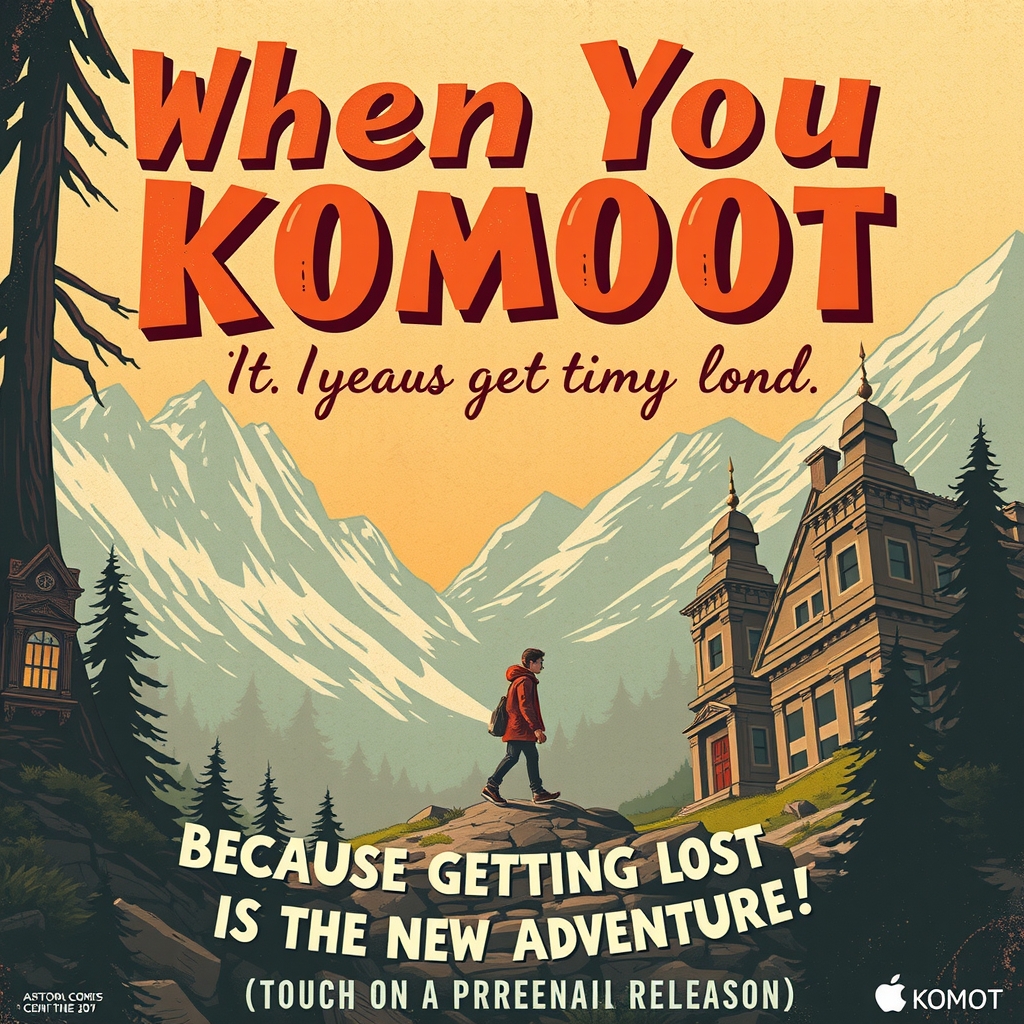 When You
KOMOOT
It. Iyeaus get timy lond.
BECAUSE GETTING LOST
IS THE NEW ADVENTURE!
(TOUCH ON A PRREENAIL RELEASON)
KOMOT